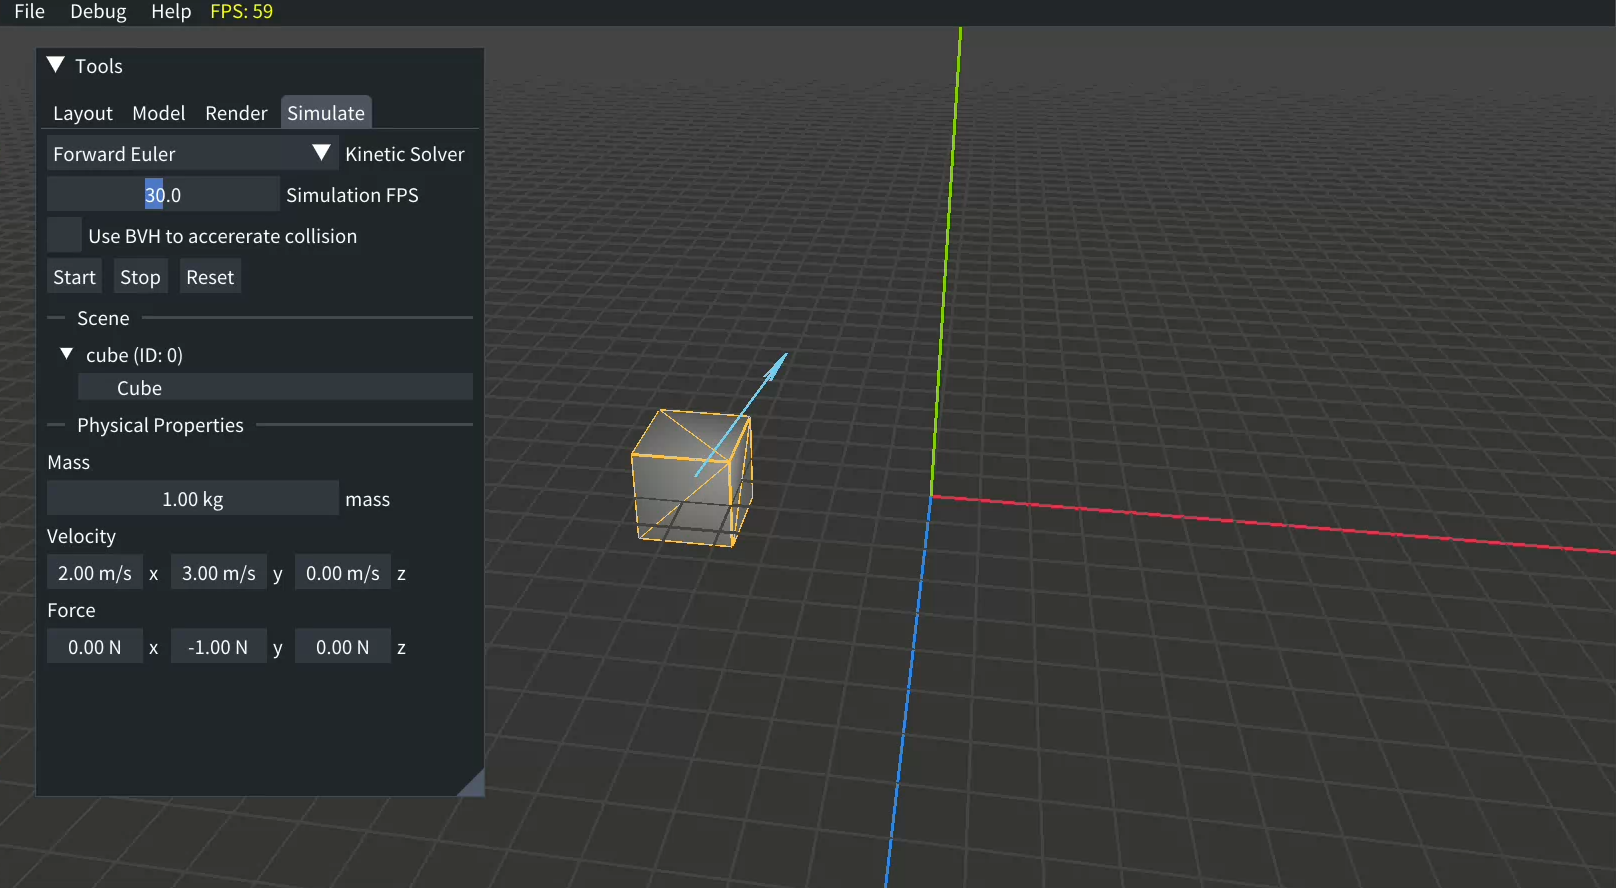 File Debug Help FPS: 59
Tools
Layout Model Render Simulate
Forward Euler Kinetic Solver
30.0 Simulation FPS
Use BVH to accererate collision
Start Stop Reset
Scene
cube (ID: 0)
Cube
Physical Properties
Mass
1.00 kg mass
Velocity
2.00 m/s x 3.00 m/s y 0.00 m/s z
Force
0.00 N x -1.00 N y 0.00 N z